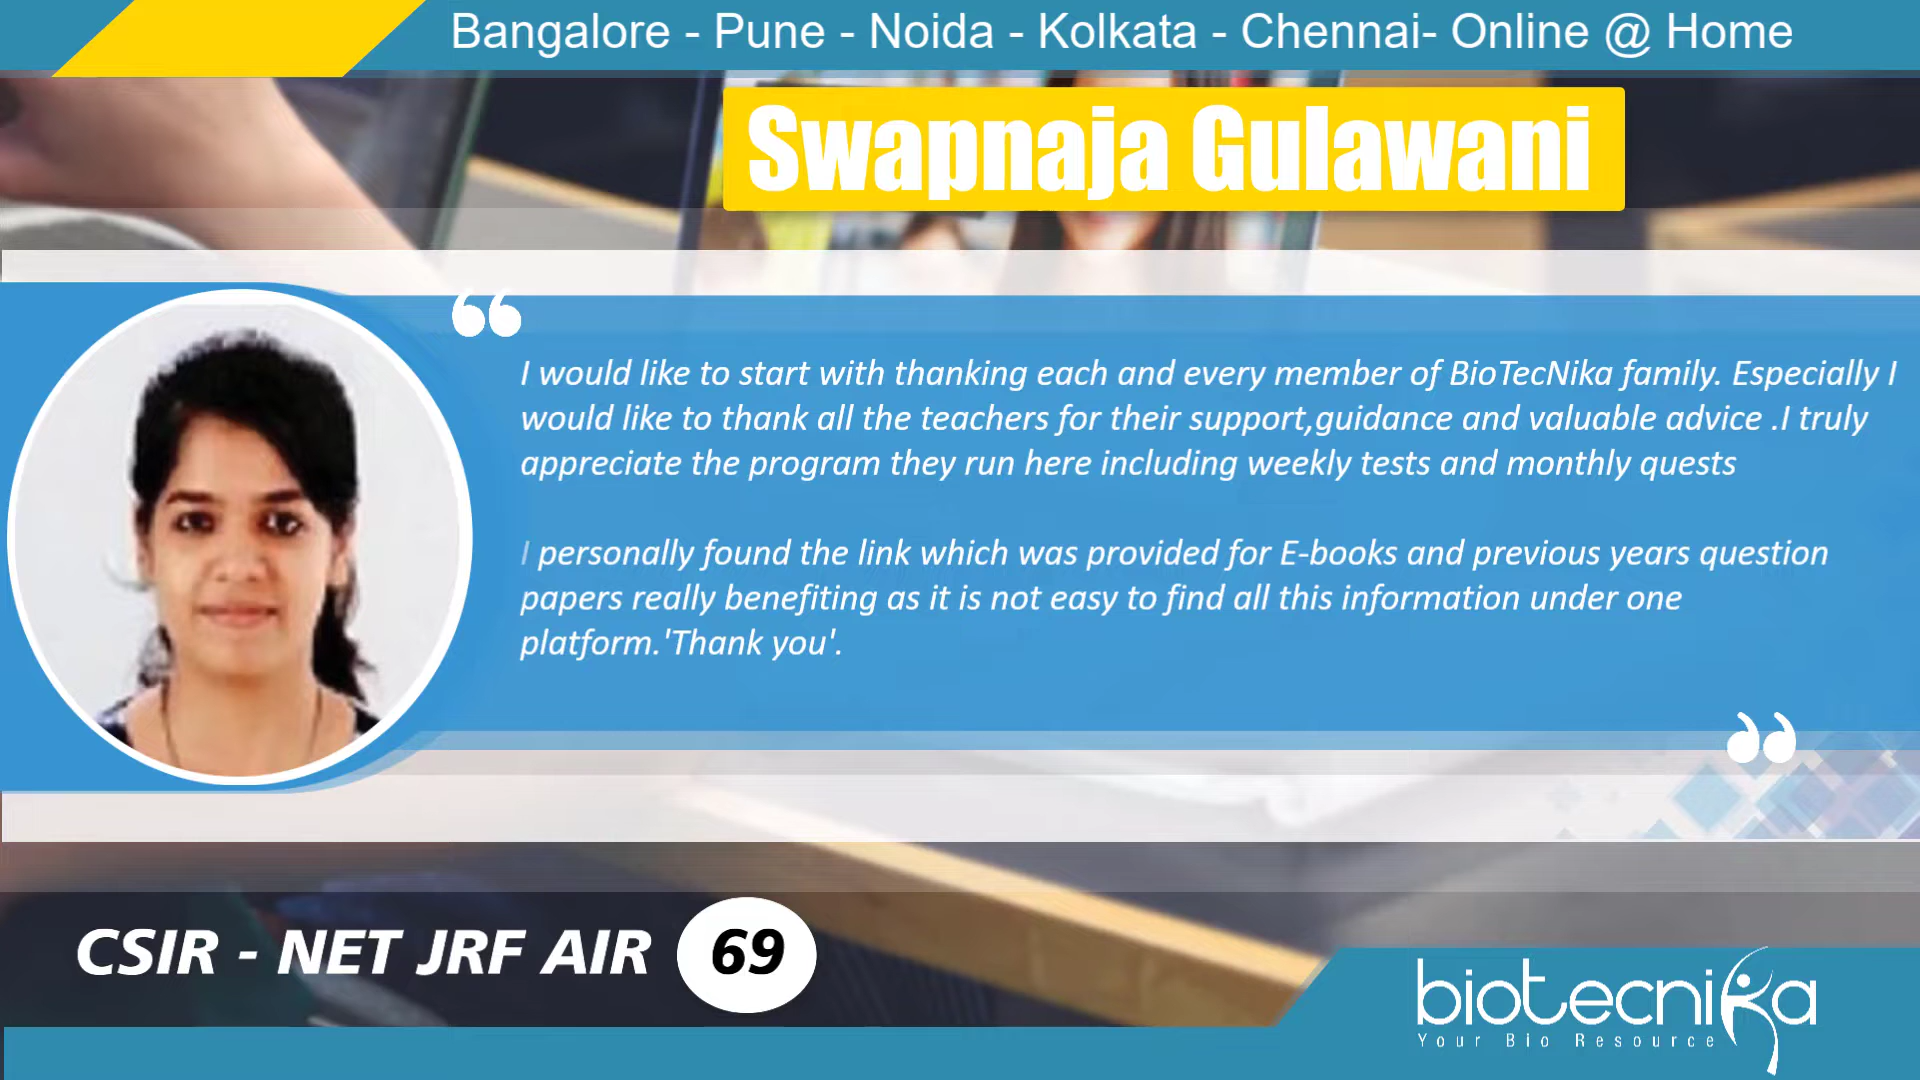 Bangalore - Pune - Noida - Kolkata - Chennai- Online @ Home
Swapnaja Gulawani
“
I would like to start with thanking each and every member of BioTecNika family. Especially I
would like to thank all the teachers for their support,guidance and valuable advice .I truly
appreciate the program they run here including weekly tests and monthly quests
I personally found the link which was provided for E-books and previous years question
papers really benefiting as it is not easy to find all this information under one
platform.'Thank you'.
”
CSIR - NET JRF AIR 69
biotecnika
Your Bio Resource